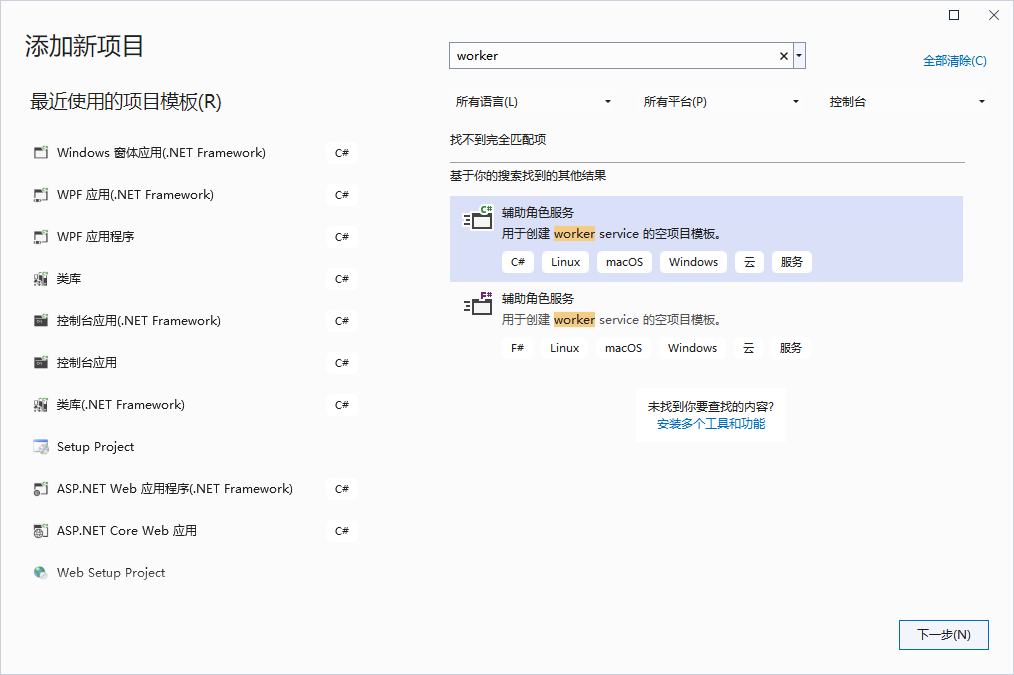 添加新项目
最近使用的项目模板(R)
Windows 窗体应用(.NET Framework) C#
WPF 应用(.NET Framework) C#
WPF 应用程序 C#
类库 C#
控制台应用(.NET Framework) C#
控制台应用 C#
类库(.NET Framework) C#
Setup Project
ASP.NET Web 应用程序(.NET Framework) C#
ASP.NET Core Web 应用 C#
Web Setup Project
worker
全部清除(C)
所有语言(L) 所有平台(P) 控制台
找不到完全匹配项
基于你的搜索找到的其他结果
C#
辅助角色服务
用于创建 worker service 的空项目模板。
C# Linux macOS Windows 云 服务
F#
辅助角色服务
用于创建 worker service 的空项目模板。
F# Linux macOS Windows 云 服务
未找到你要查找的内容?
安装多个工具和功能
下一步(N)